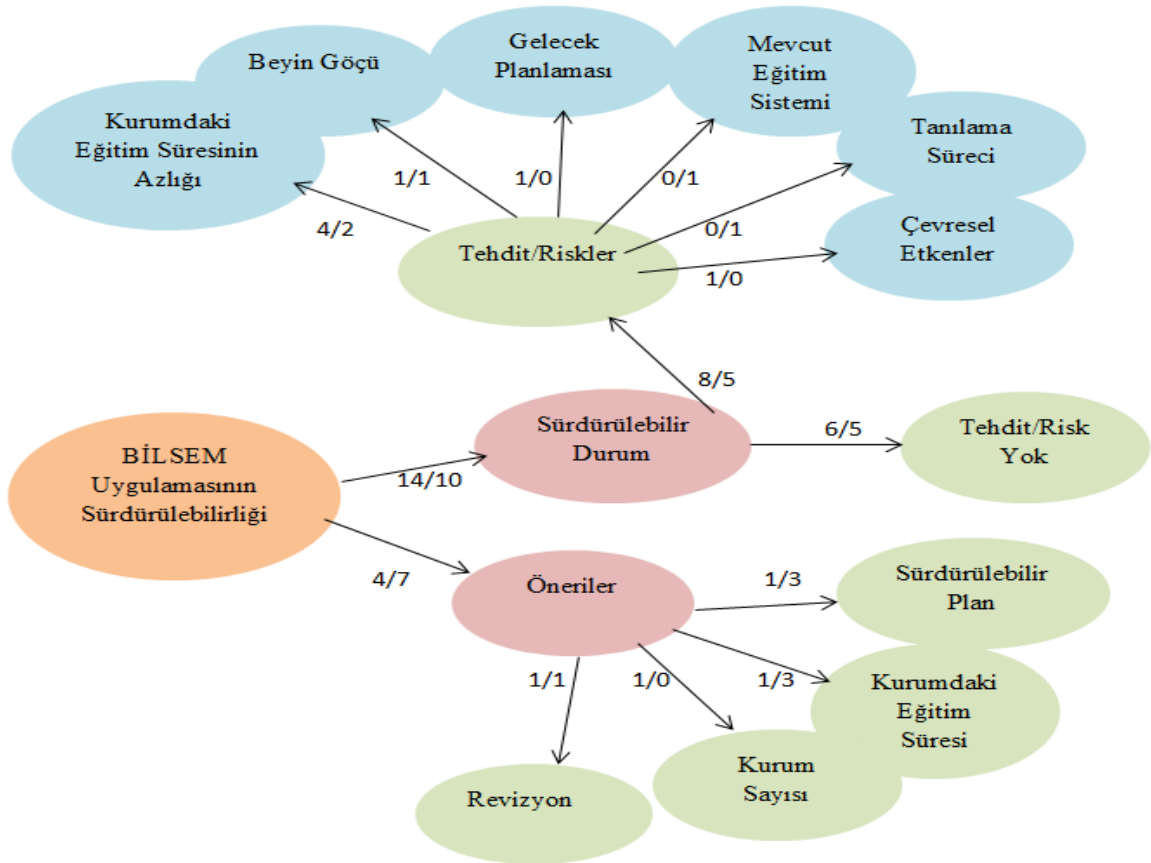 Beyin Göçü
Gelecek
Planlaması
Mevcut
Eğitim
Sistemi
Kurumdaki
Eğitim Süresinin
Azlığı
Tanılama
Süreci
Çevresel
Etkenler
4/2
1/1
1/0
0/1
0/1
1/0
Tehdit/Riskler
8/5
BİLSEM
Uygulamasının
Sürdürülebilirliği
14/10
4/7
Sürdürülebilir
Durum
6/5
Tehdit/Risk
Yok
Öneriler
1/3
Sürdürülebilir
Plan
1/1
1/0
1/3
Kurumdaki
Eğitim
Süresi
Kurum
Sayısı
Revizyon